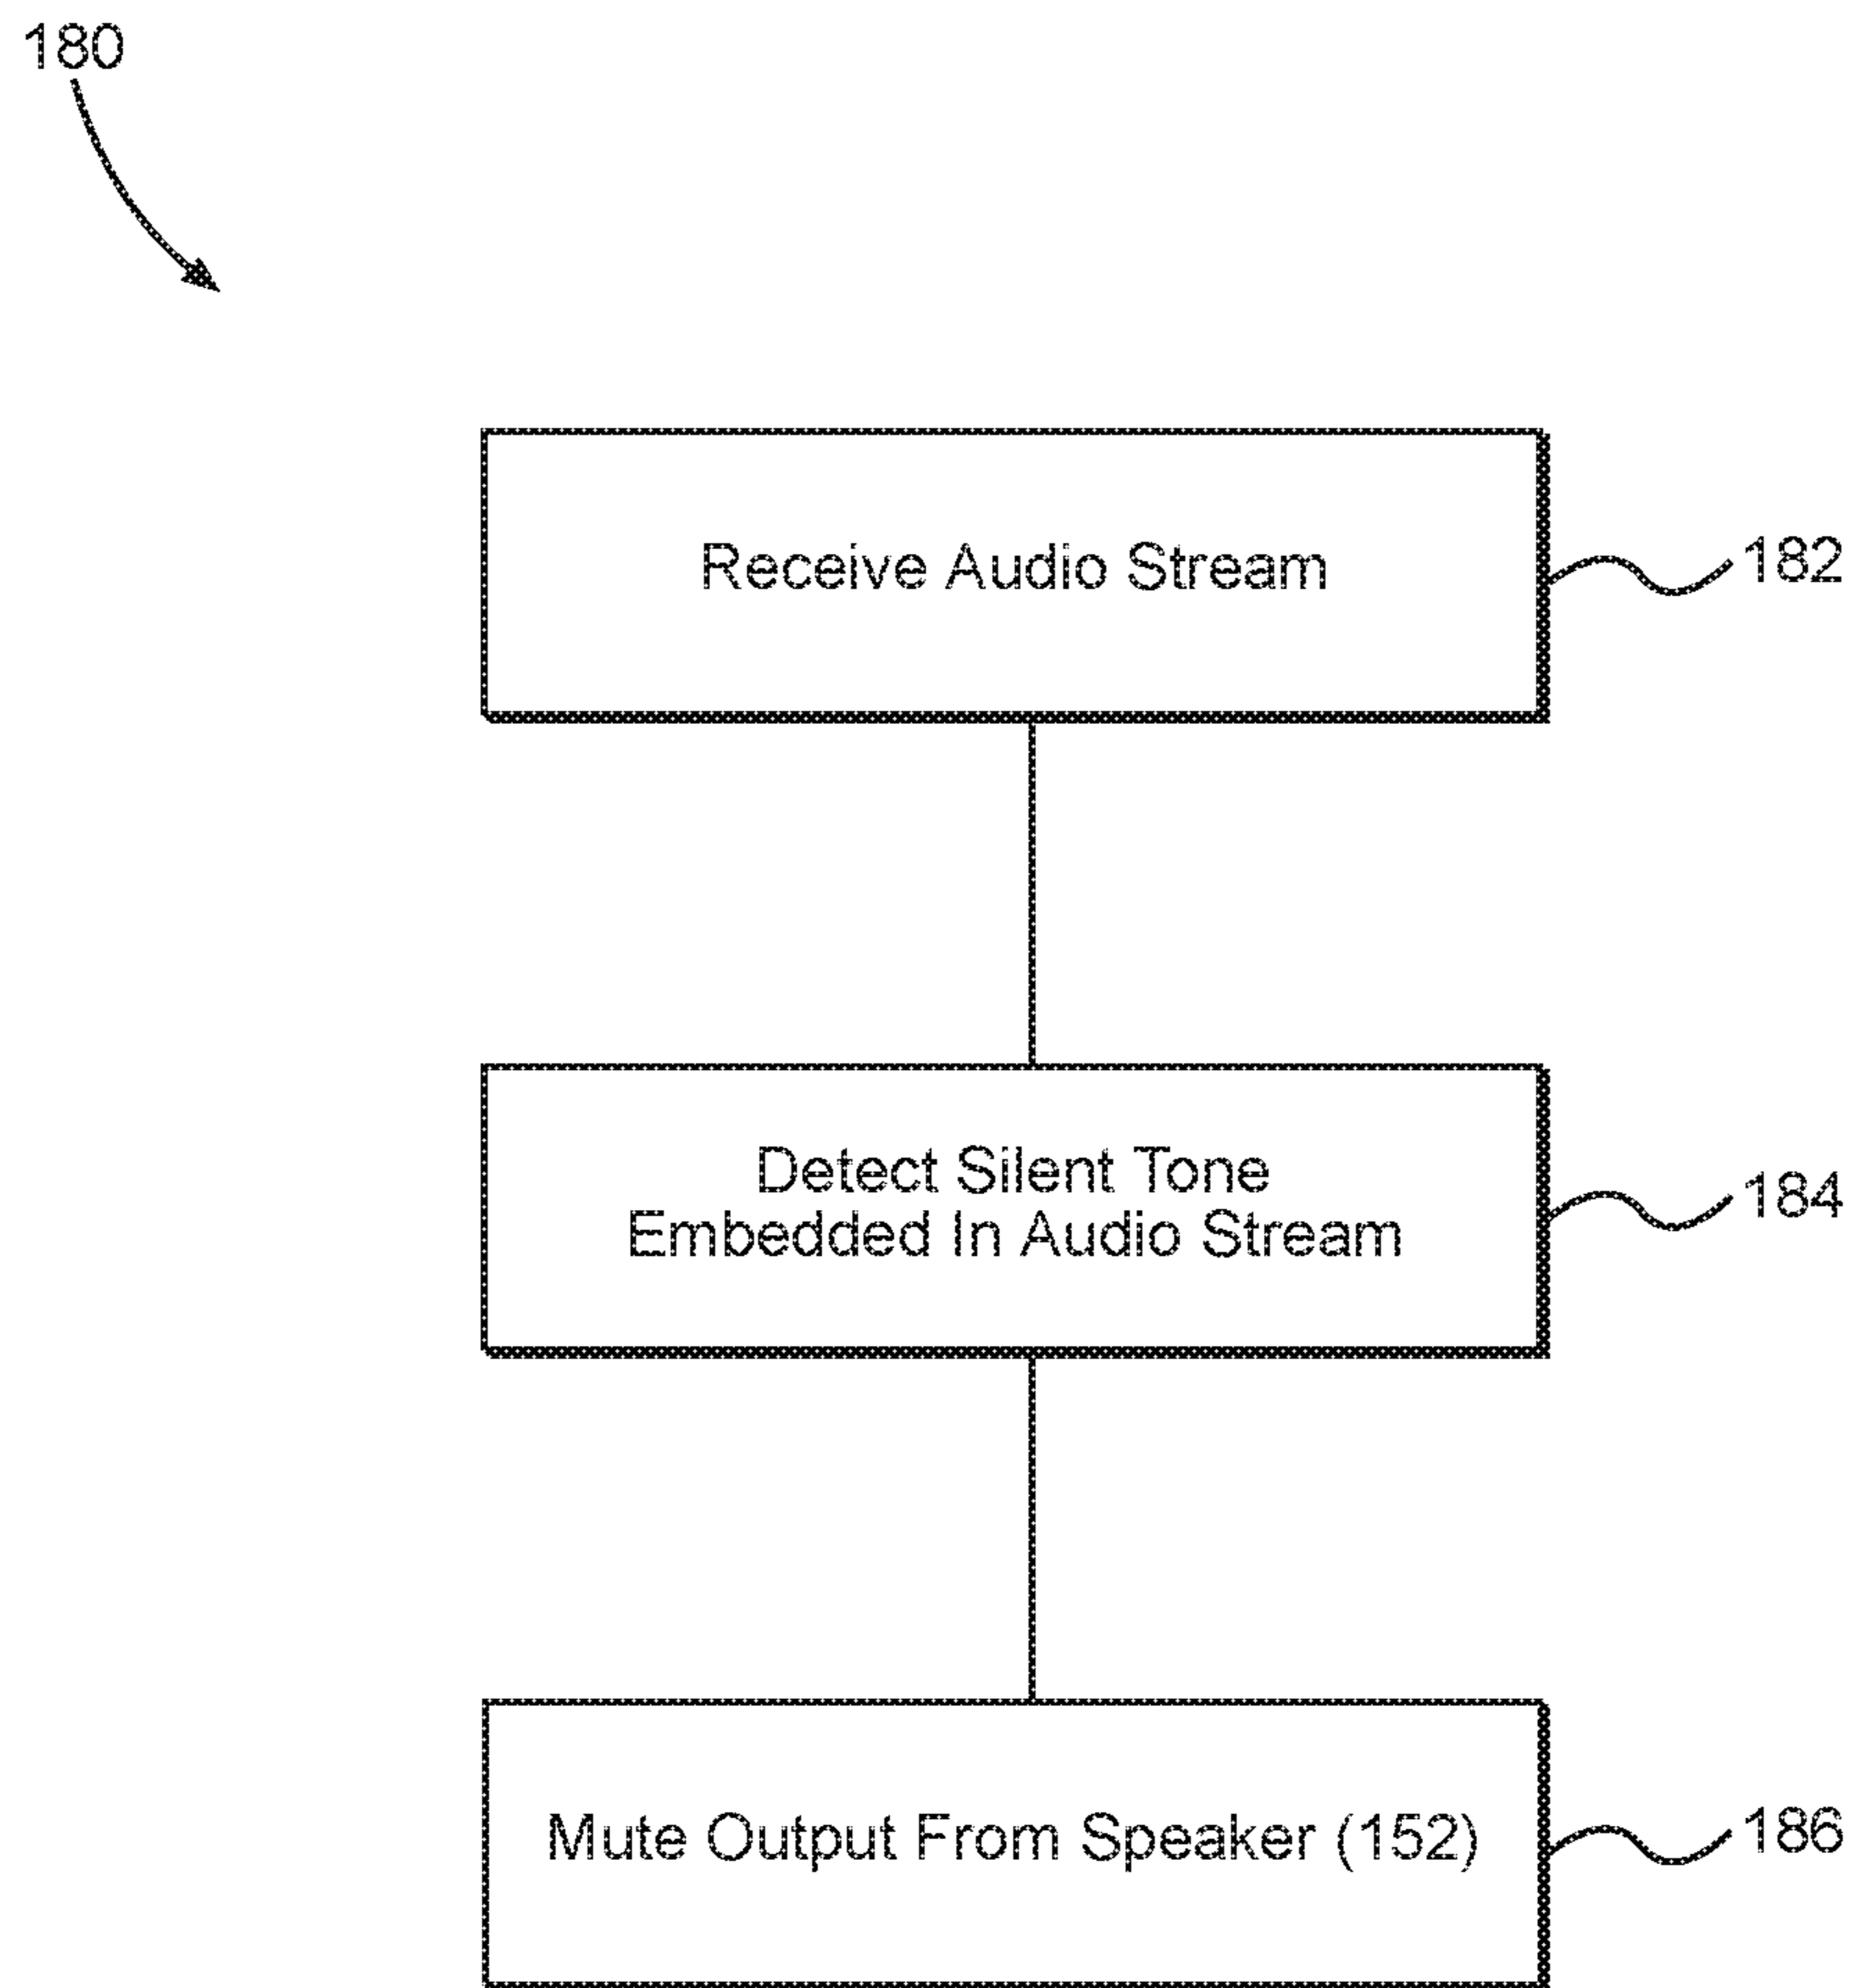 180
Receive Audio Stream
182
Detect Silent Tone
Embedded In Audio Stream
184
Mute Output From Speaker (152)
186